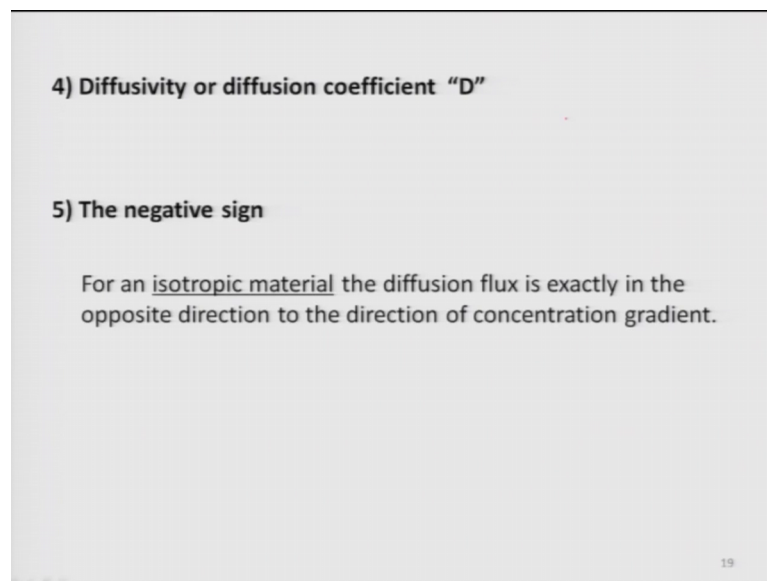 4) Diffusivity or diffusion coefficient “D”
5) The negative sign
For an isotropic material the diffusion flux is exactly in the
opposite direction to the direction of concentration gradient.
19